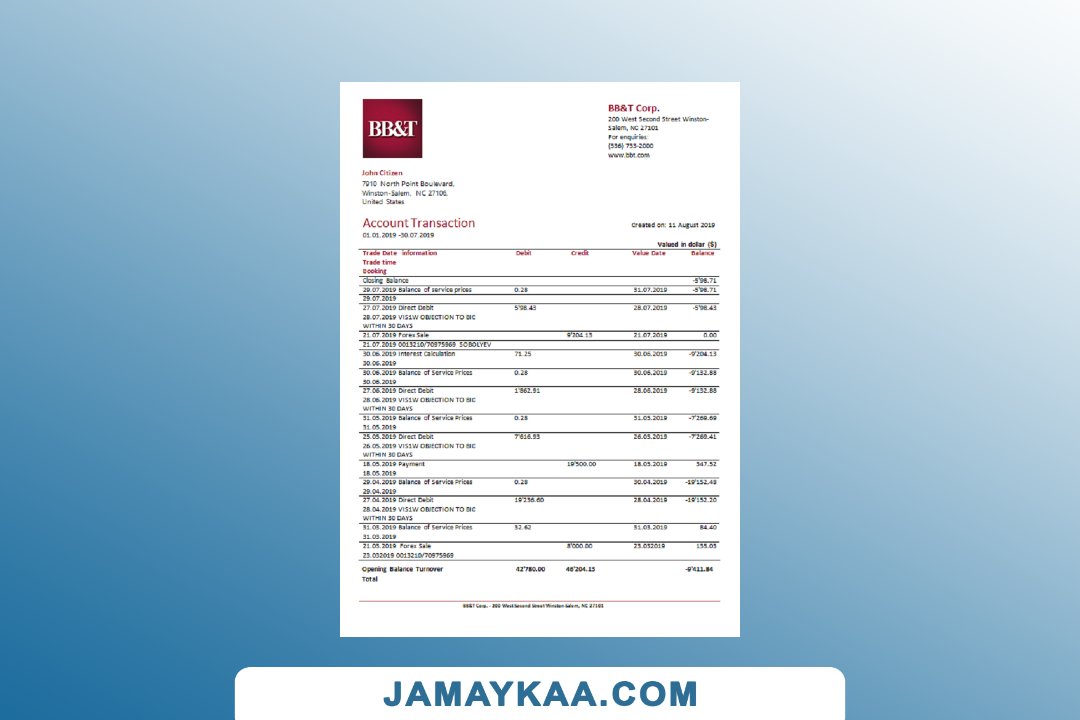 BB&T
BB&T Corp.
200 West Second Street Winston-
Salem, NC 27101
For enquiries:
(336) 733-2000
www.bbt.com
John Citizen
7910 North Point Boulevard,
Winston-Salem, NC 27106,
United States
Account Transaction
Created on: 11 August 2019
01.01.2019 -30.07.2019
Valued in dollar ($)
Trade Date information Debit Credit Value Date Balance
Trade time
Booking
Closing Balance -5'98.71
29.07.2019 Balance of service prices 0.28 31.07.2019 -5'98.71
29.07.2019
27.07.2019 Direct Debit 5'98.43 28.07.2019 -5'98.43
28.07.2019 VIS1W OBJECTION TO BIC
WITHIN 30 DAYS
21.07.2019 Forex Sale 9'204.13 21.07.2019 0.00
21.07.2019 0013210/70975969 SOBOLYEV
30.06.2019 Interest Calculation 71.25 30.06.2019 -9'204.13
30.06.2019
30.06.2019 Balance of Service Prices 0.28 30.06.2019 -9'132.88
30.06.2019
27.06.2019 Direct Debit 1'862.91 28.06.2019 -9'132.88
28.06.2019 VIS1W OBJECTION TO BIC
WITHIN 30 DAYS
31.05.2019 Balance of Service Prices 0.28 31.05.2019 -7'269.69
31.05.2019
25.05.2019 Direct Debit 7'616.93 26.05.2019 -7'269.41
26.05.2019 VIS1W OBJECTION TO BIC
WITHIN 30 DAYS
18.05.2019 Payment 19'500.00 18.05.2019 347.52
18.05.2019
29.04.2019 Balance of Service Prices 0.28 30.04.2019 -19'152.48
29.04.2019
27.04.2019 Direct Debit 19'236.60 28.04.2019 -19'152.20
28.04.2019 VIS1W OBJECTION TO BIC
WITHIN 30 DAYS
31.03.2019 Balance of Service Prices 32.62 31.03.2019 84.40
31.03.2019
21.03.2019 Forex Sale 8'000.00 23.032019 155.03
23.032019 0013210/70975969
Opening Balance Turnover 42'780.00 46'204.15 -9'411.84
Total
BB&T Corp. - 200 West Second Street Winston-Salem, NC 27101
JAMAYKAA.COM